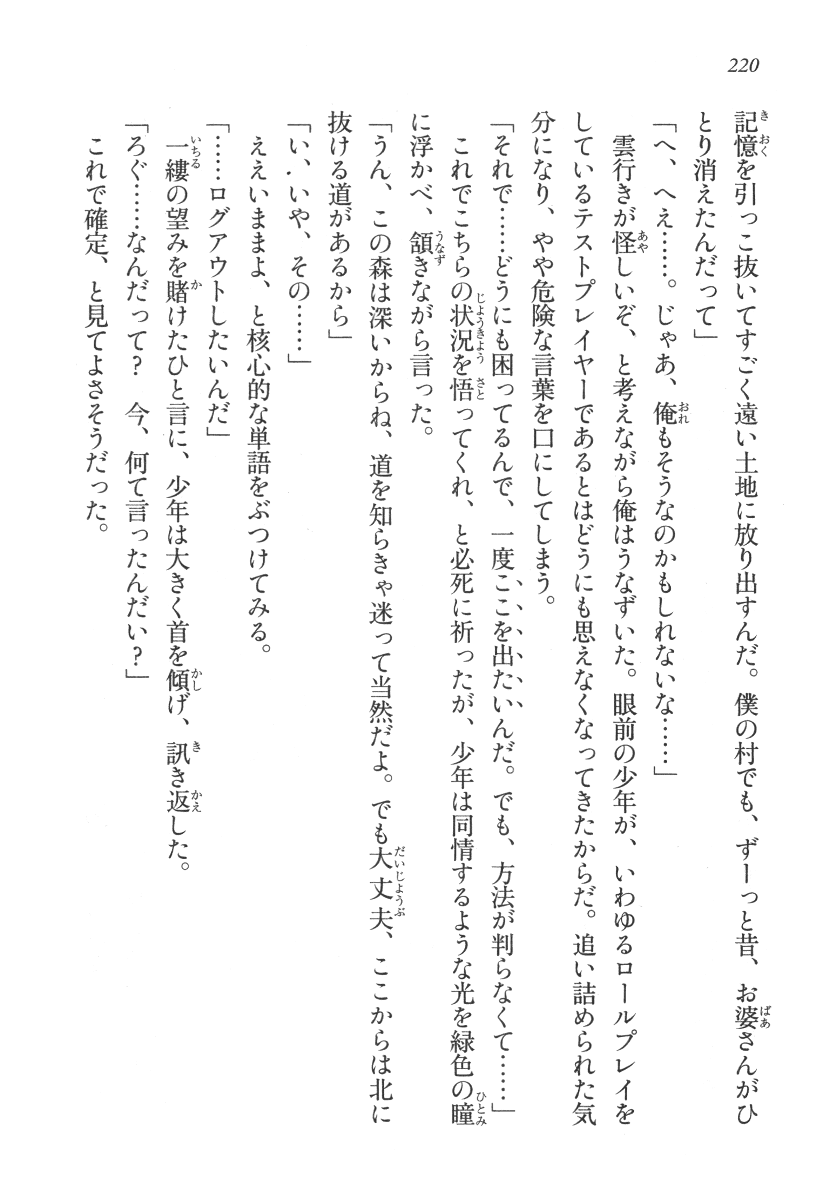 220
記憶を引っこ抜いてすごく遠い土地に放り出すんだ。僕の村でも、ずーっと昔、お婆さんがひ
とり消えたんだって」
「へ、へえ……。じゃあ、俺もそうなのかもしれないな……」
雲行きが怪しいぞ、と考えながら俺はうなずいた。眼前の少年が、いわゆるロールプレイを
しているテストプレイヤーであるとはどうにも思えなくなってきたからだ。追い詰められた気
分になり、やや危険な言葉を口にしてしまう。
「それで……どうにも困ってるんで、一度ここを出たいんだ。でも、方法が判らなくて……」
これでこちらの状況を悟ってくれ、と必死に祈ったが、少年は同情するような光を緑色の瞳
に浮かべ、頷きながら言った。
「うん、この森は深いからね、道を知らきゃ迷って当然だよ。でも大丈夫、ここからは北に
抜ける道があるから」
「い、いや、その……」
ええいままよ、と核心的な単語をぶつけてみる。
「……ログアウトしたいんだ」
一縷の望みを賭けたひと言に、少年は大きく首を傾げ、訊き返した。
「ろぐ……なんだって?　今、何て言ったんだい?」
これで確定、と見てよさそうだった。